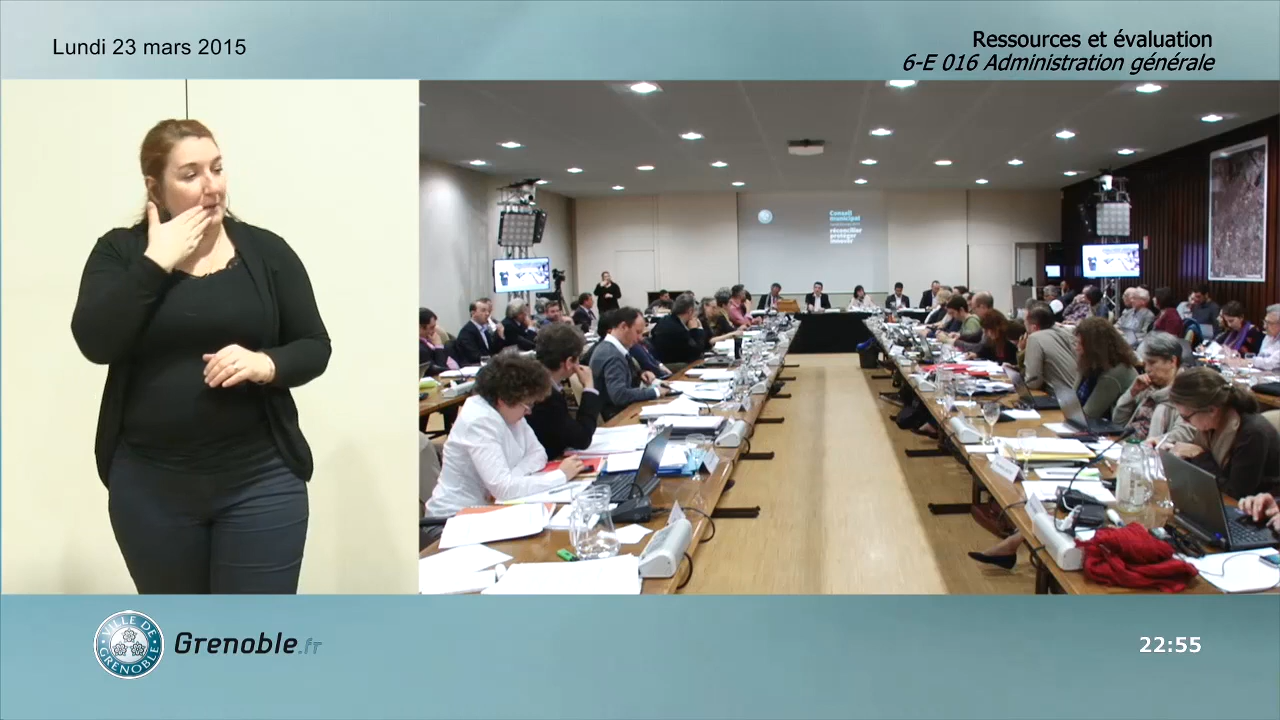 Lundi 23 mars 2015
Ressources et évaluation
6-E 016 Administration générale
Conseil
municipal
réconcilier
protéger
investir
VILLE DE
GRENOBLE
Grenoble.fr
22:55